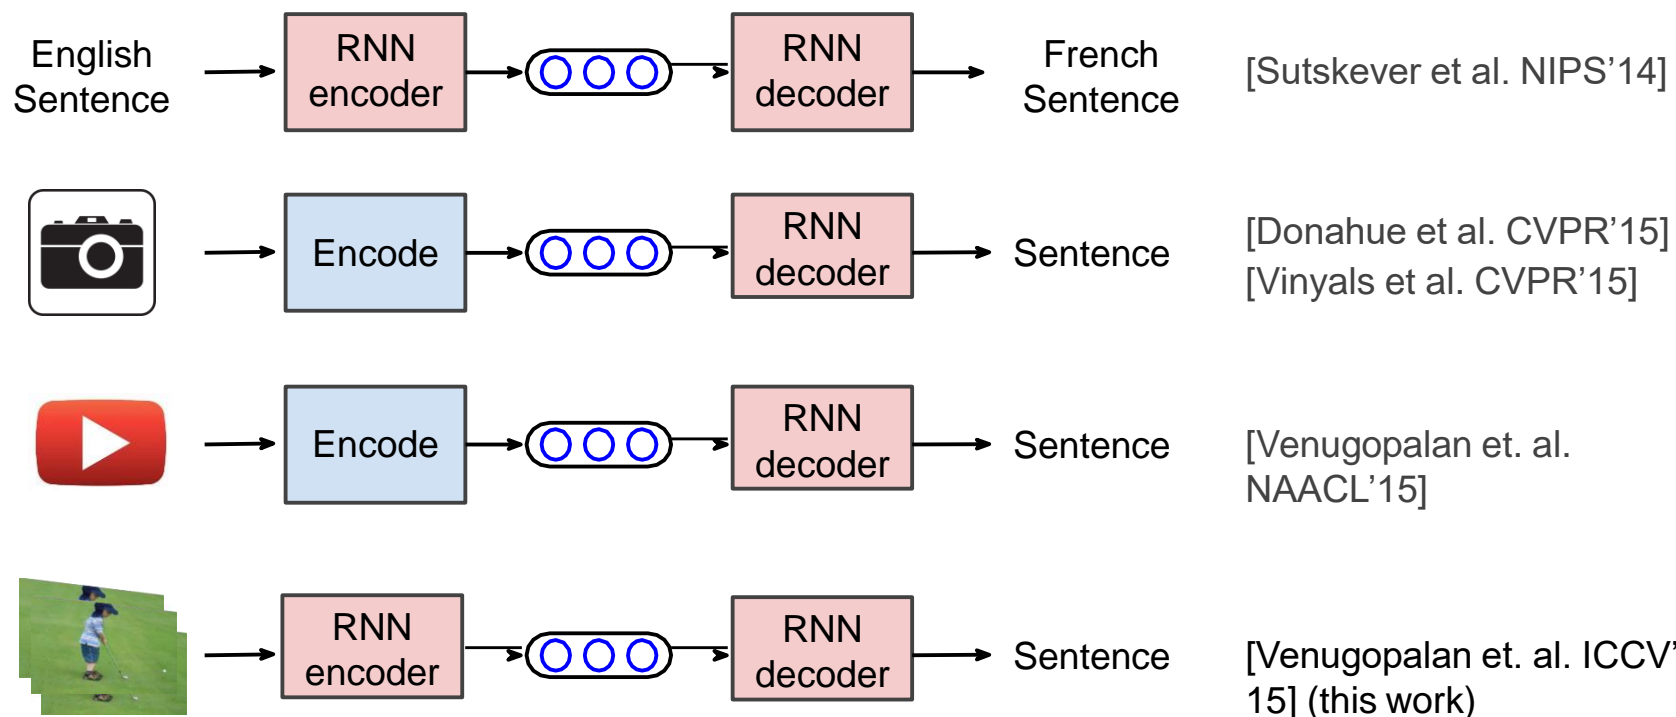 English
Sentence
RNN
encoder
RNN
decoder
French
Sentence
[Sutskever et al. NIPS’14]
Encode
RNN
decoder
Sentence
[Donahue et al. CVPR’15]
[Vinyals et al. CVPR’15]
Encode
RNN
decoder
Sentence
[Venugopalan et. al.
NAACL’15]
RNN
encoder
RNN
decoder
Sentence
[Venugopalan et. al. ICCV’
15] (this work)